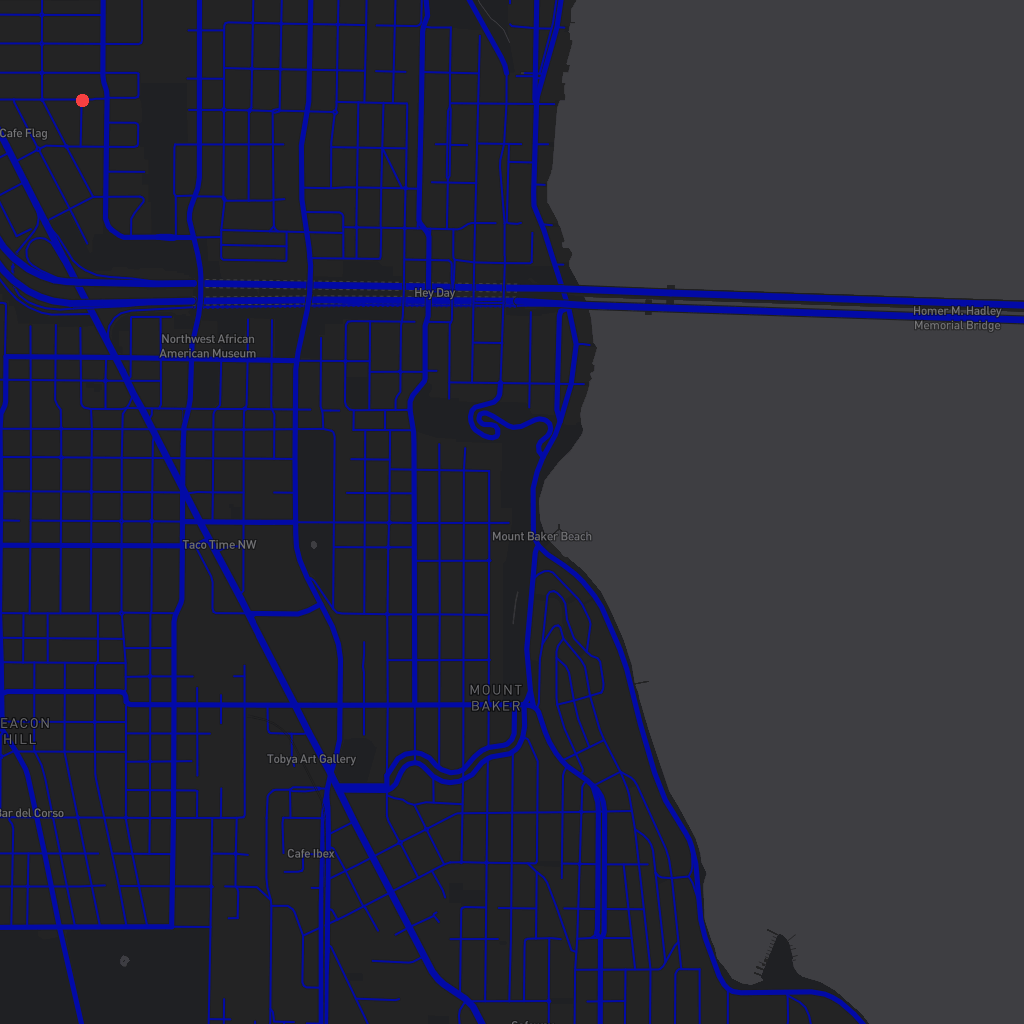 Cafe Flag
Hey Day
Homer M. Hadley
Memorial Bridge
Northwest African
American Museum
Mount Baker Beach
Taco Time NW
MOUNT
BAKER
EACON
HILL
Tobya Art Gallery
Bar del Corso
Cafe Ibex